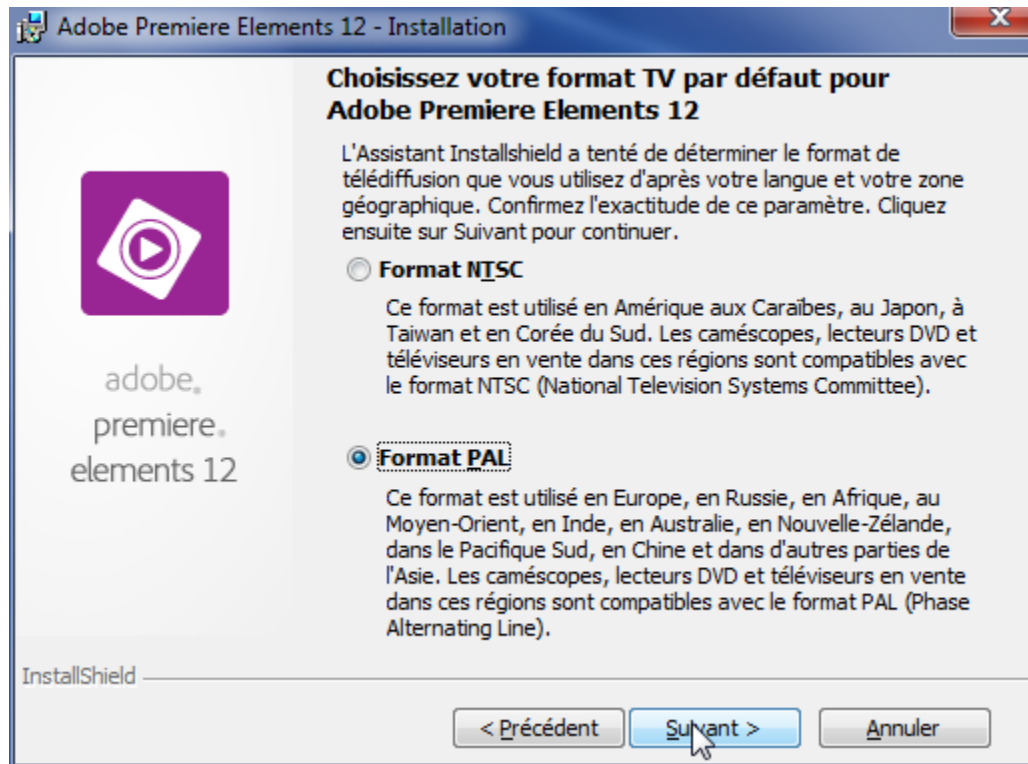 Adobe Premiere Elements 12 - Installation
Choisissez votre format TV par défaut pour
Adobe Premiere Elements 12
L'Assistant Installshield a tenté de déterminer le format de
télédiffusion que vous utilisez d'après votre langue et votre zone
géographique. Confirmez l'exactitude de ce paramètre. Cliquez
ensuite sur Suivant pour continuer.
Format NTSC
Ce format est utilisé en Amérique aux Caraïbes, au Japon, à
Taiwan et en Corée du Sud. Les caméscopes, lecteurs DVD et
téléviseurs en vente dans ces régions sont compatibles avec
le format NTSC (National Television Systems Committee).
adobe®
premiere®
elements 12
Format PAL
Ce format est utilisé en Europe, en Russie, en Afrique, au
Moyen-Orient, en Inde, en Australie, en Nouvelle-Zélande,
dans le Pacifique Sud, en Chine et dans d'autres parties de
l'Asie. Les caméscopes, lecteurs DVD et téléviseurs en vente
dans ces régions sont compatibles avec le format PAL (Phase
Alternating Line).
InstallShield
< Précédent
Suivant >
Annuler